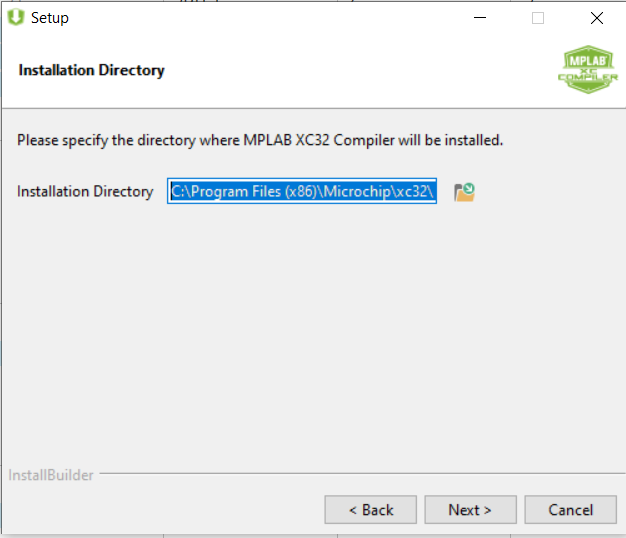 Setup
Installation Directory
MPLAB
XC
COMPILER
Please specify the directory where MPLAB XC32 Compiler will be installed.
Installation Directory C:\Program Files (x86)\Microchip\xc32\
InstallBuilder
< Back Next > Cancel